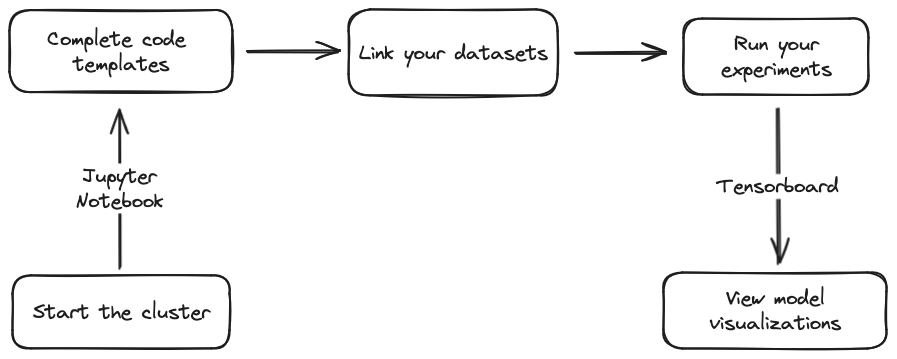 Complete code
templates
Link your datasets
Run your
experiments
Jupyter
Notebook
Tensorboard
Start the cluster
View model
visualizations